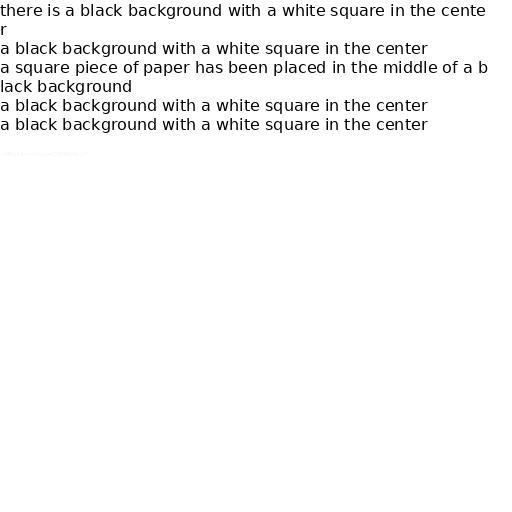 there is a black background with a white square in the cente
r
a black background with a white square in the center
a square piece of paper has been placed in the middle of a b
lack background
a black background with a white square in the center
a black background with a white square in the center